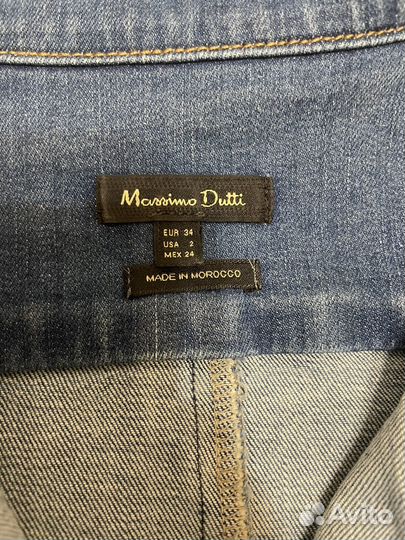 Massimo Dutti
EUR 34
USA 2
MEX 24
MADE IN MOROCCO
Avito